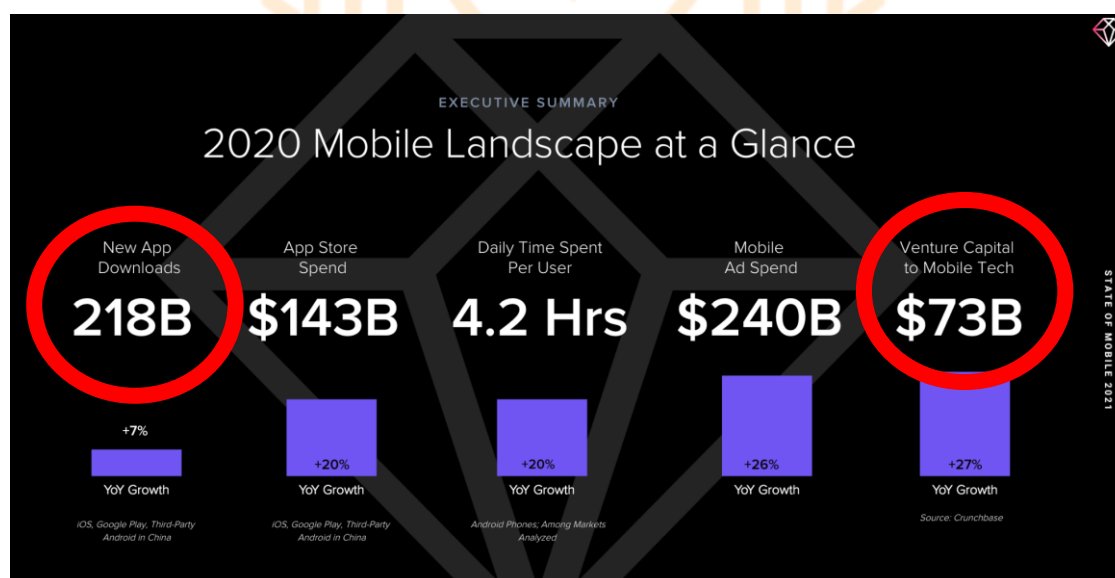 EXECUTIVE SUMMARY
2020 Mobile Landscape at a Glance
New App
Downloads
218B
+7%
YoY Growth
iOS, Google Play, Third-Party
Android in China
App Store
Spend
$143B
+20%
YoY Growth
iOS, Google Play, Third-Party
Android in China
Daily Time Spent
Per User
4.2 Hrs
+20%
YoY Growth
Android Phones; Among Markets
Analyzed
Mobile
Ad Spend
$240B
+26%
YoY Growth
Venture Capital
to Mobile Tech
$73B
+27%
YoY Growth
Source: Crunchbase
STATE OF MOBILE 2021